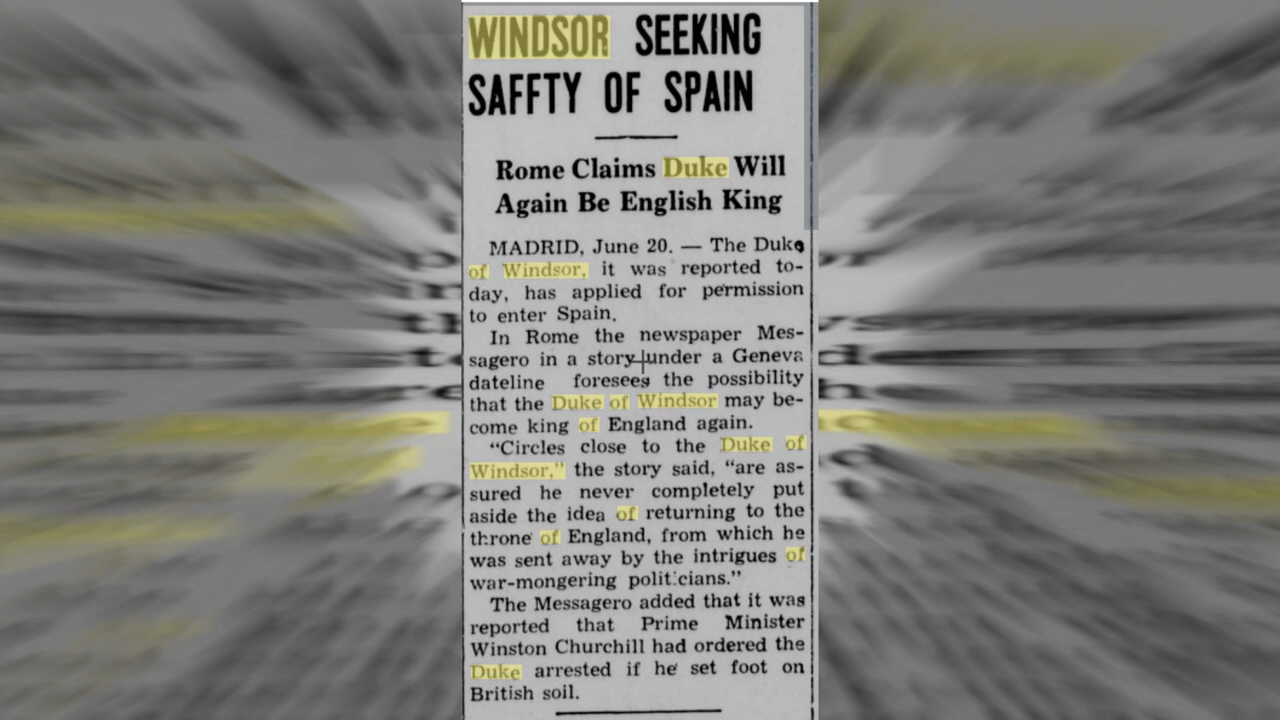 WINDSOR SEEKING
SAFFTY OF SPAIN
Rome Claims Duke Will
Again Be English King
MADRID, June 20. — The Duke
of Windsor, it was reported to-
day, has applied for permission
to enter Spain.
In Rome the newspaper Mes-
sagero in a story under a Geneva
dateline foresees the possibility
that the Duke of Windsor may be-
come king of England again.
"Circles close to the Duke of
Windsor," the story said, "are as-
sured he never completely put
aside the idea of returning to the
throne of England, from which he
was sent away by the intrigues of
war-mongering politicians."
The Messagero added that it was
reported that Prime Minister
Winston Churchill had ordered the
Duke arrested if he set foot on
British soil.